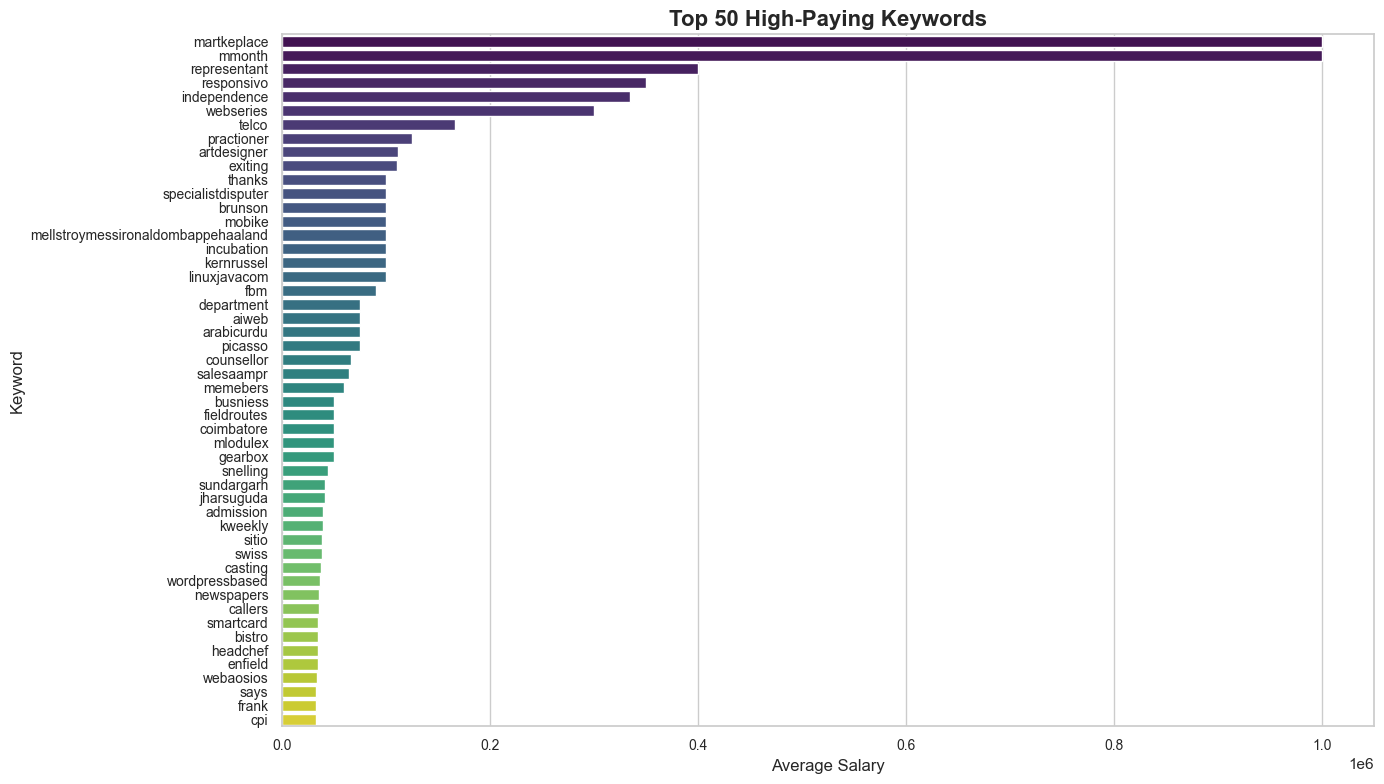 Top 50 High-Paying Keywords
martkeplace
mmonth
representant
responsivo
independence
webseries
telco
practioner
artdesigner
exiting
thanks
specialistdisputer
brunson
mobike
mellstroymessironaldombappehaaland
incubation
kernrussel
linuxjavacom
fbm
department
aiweb
arabicurdu
picasso
counsellor
salesaampr
memebers
busniess
fieldroutes
coimbatore
mlodulex
gearbox
snelling
sundargarh
jharsuguda
admission
kweekly
sitio
swiss
casting
wordpressbased
newspapers
callers
smartcard
bistro
headchef
enfield
webaosios
says
frank
cpi
Keyword
0.0 0.2 0.4 0.6 0.8 1.0
1e6
Average Salary